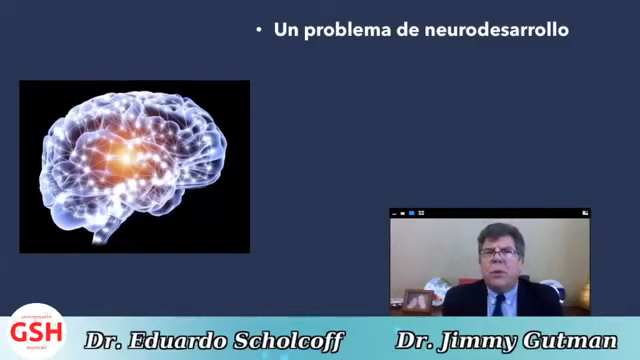 • Un problema de neurodesarrollo
GSH
Dr. Eduardo Scholcoff
Dr. Jimmy Gutman